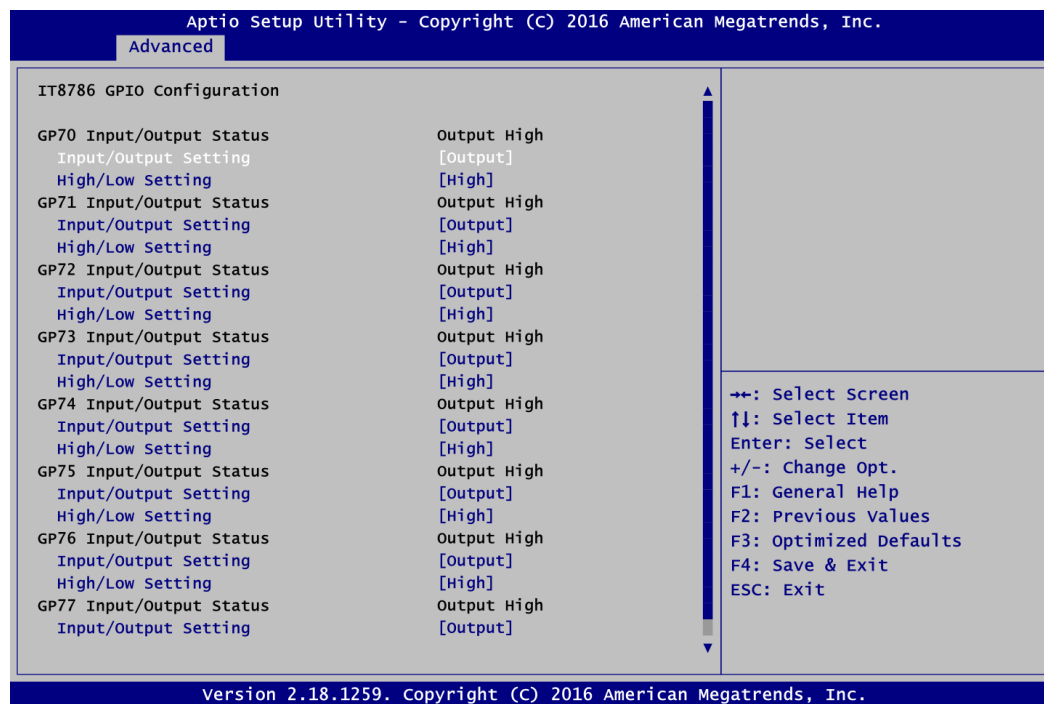 Aptio Setup Utility – Copyright (C) 2016 American Megatrends, Inc.
Advanced
IT8786 GPIO Configuration
GP70 Input/Output Status Output High
Input/Output Setting [Output]
High/Low Setting [High]
GP71 Input/Output Status Output High
Input/Output Setting [Output]
High/Low Setting [High]
GP72 Input/Output Status Output High
Input/Output Setting [Output]
High/Low Setting [High]
GP73 Input/Output Status Output High
Input/Output Setting [Output]
High/Low Setting [High]
GP74 Input/Output Status Output High
Input/Output Setting [Output]
High/Low Setting [High]
GP75 Input/Output Status Output High
Input/Output Setting [Output]
High/Low Setting [High]
GP76 Input/Output Status Output High
Input/Output Setting [Output]
High/Low Setting [High]
GP77 Input/Output Status Output High
Input/Output Setting [Output]
→←: Select Screen
↑↓: Select Item
Enter: Select
+/-: Change Opt.
F1: General Help
F2: Previous Values
F3: Optimized Defaults
F4: Save & Exit
ESC: Exit
Version 2.18.1259. Copyright (C) 2016 American Megatrends, Inc.